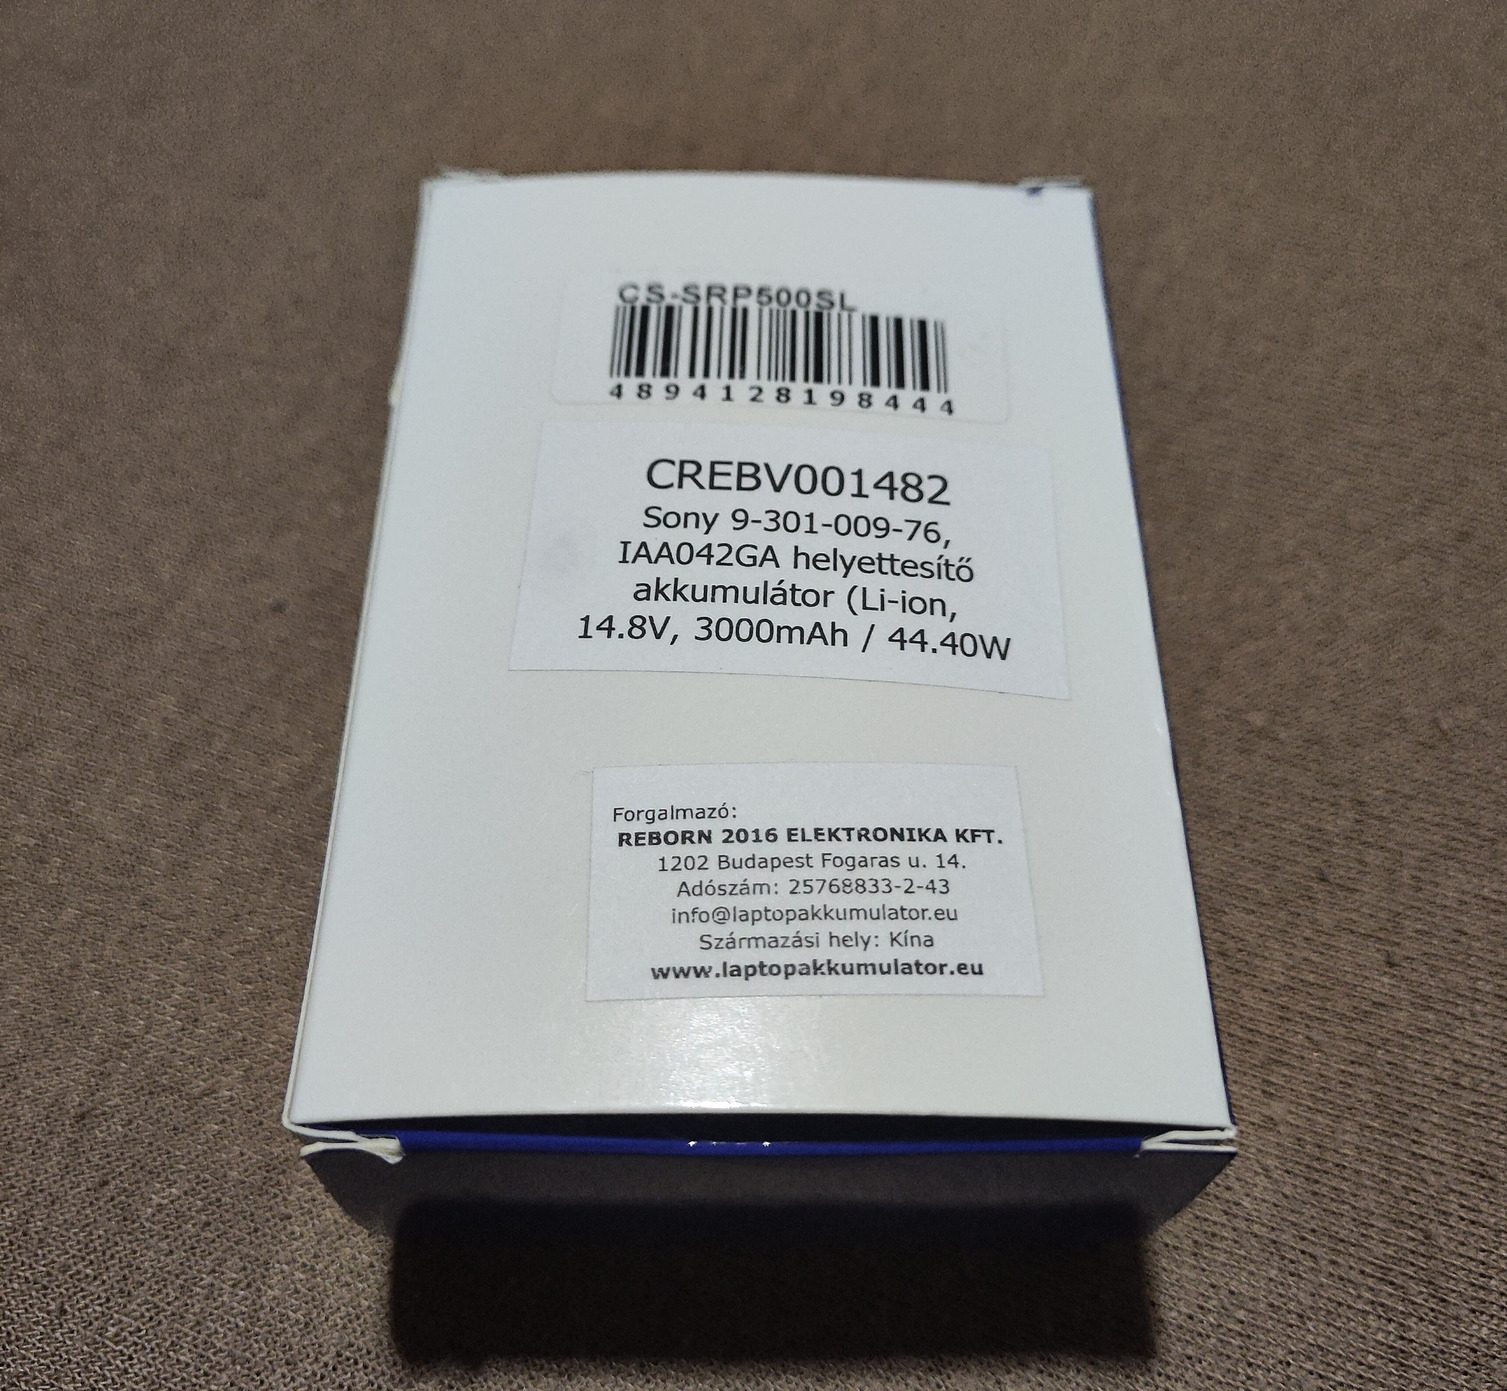 CS-SRP500SL
4894128198444
CREBV001482
Sony 9-301-009-76,
IAA042GA helyettesítő
akkumulátor (Li-ion,
14.8V, 3000mAh / 44.40W
Forgalmazó:
REBORN 2016 ELEKTRONIKA KFT.
1202 Budapest Fogaras u. 14.
Adószám: 25768833-2-43
info@laptopakkumulator.eu
Származási hely: Kína
www.laptopakkumulator.eu